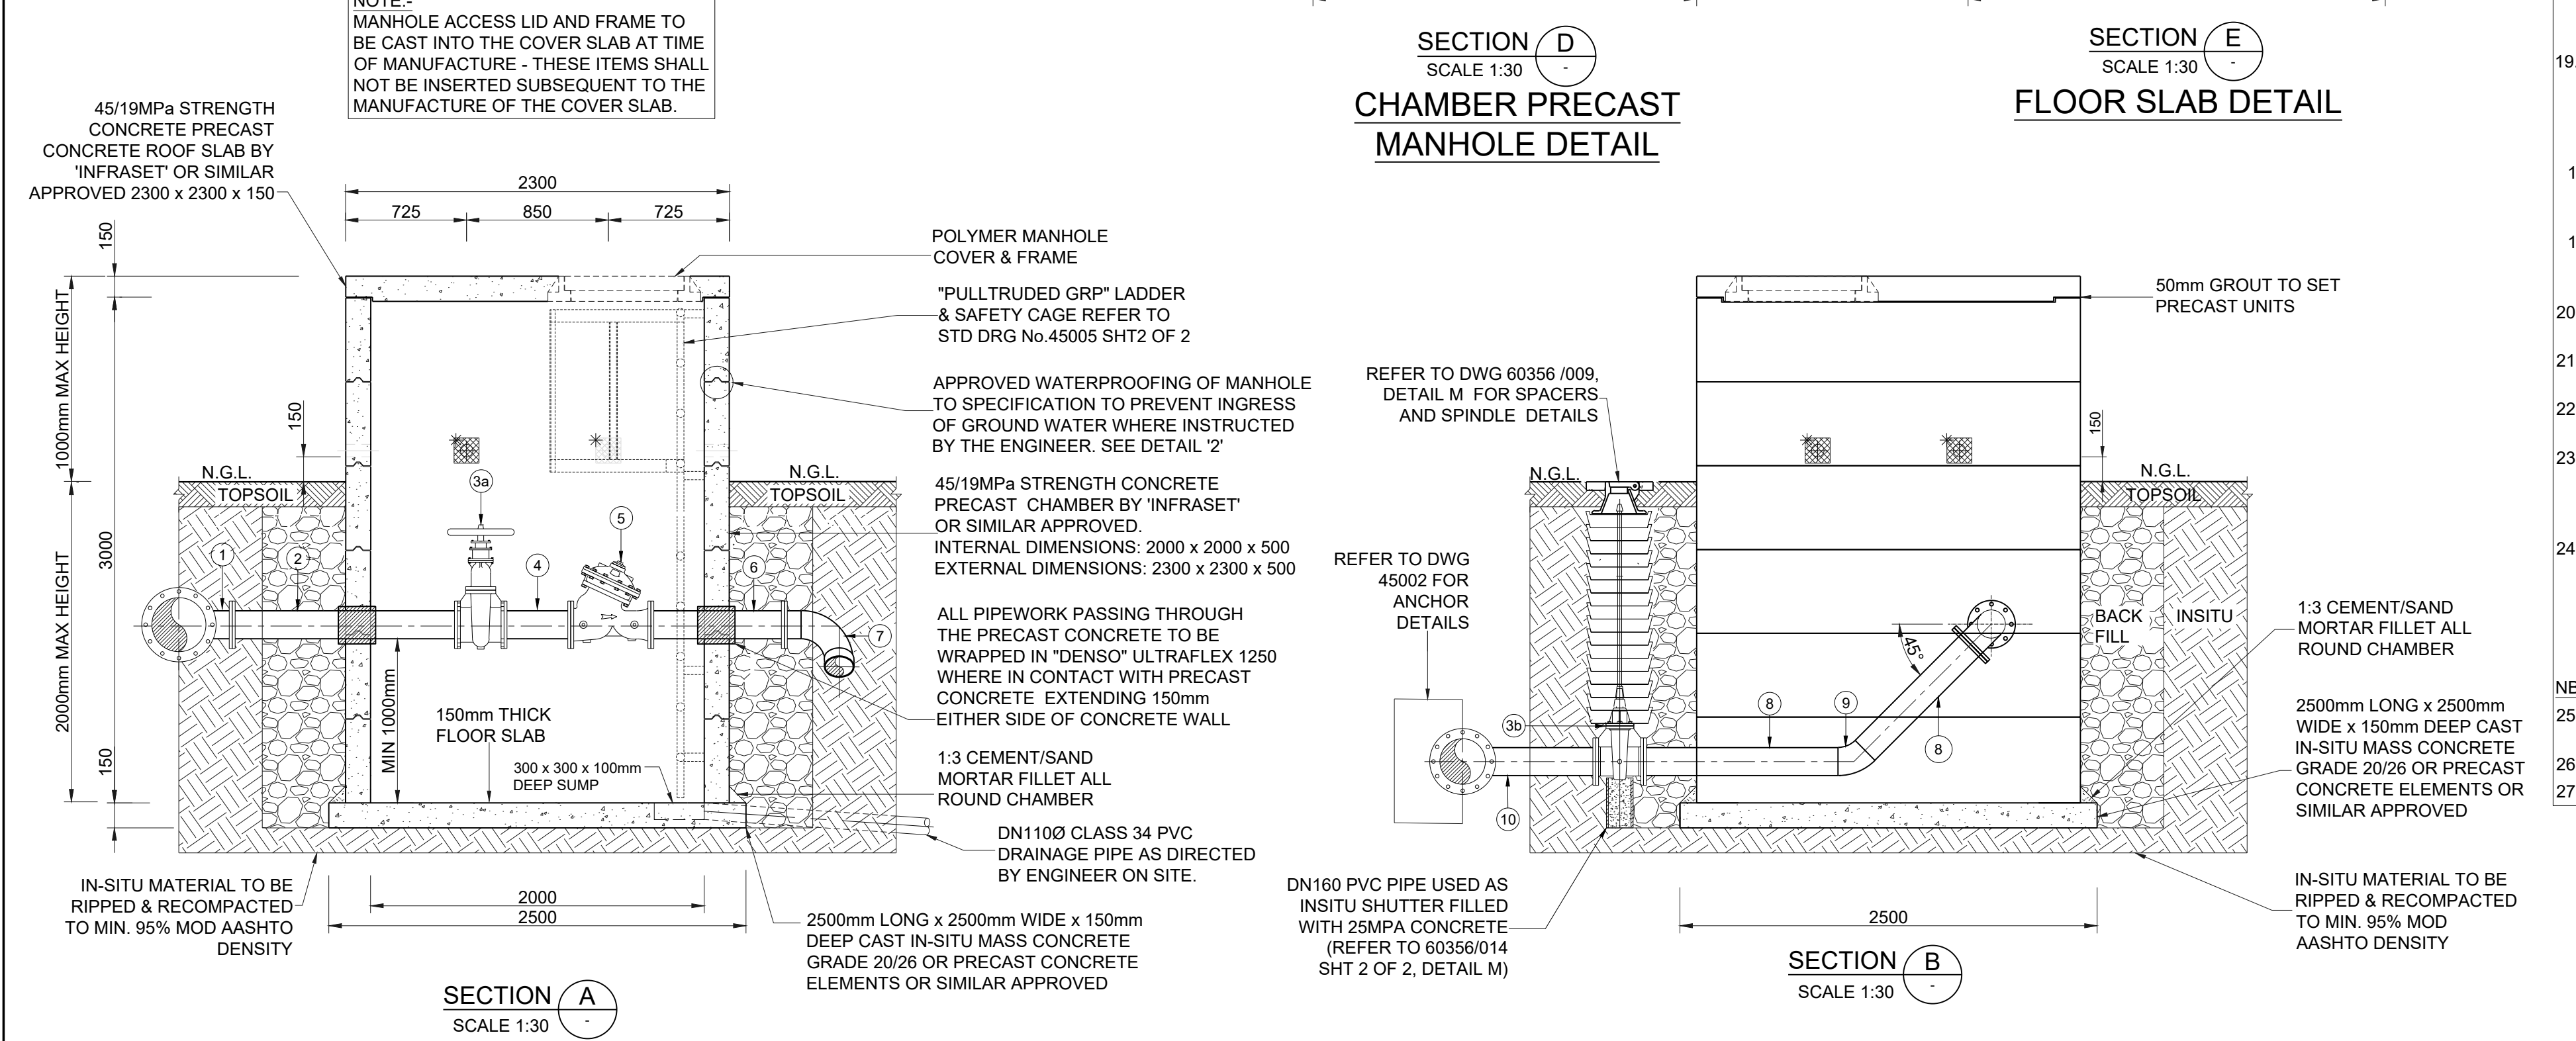 NOTE:-
MANHOLE ACCESS LID AND FRAME TO
BE CAST INTO THE COVER SLAB AT TIME
OF MANUFACTURE - THESE ITEMS SHALL
NOT BE INSERTED SUBSEQUENT TO THE
MANUFACTURE OF THE COVER SLAB.
SECTION D
-
SCALE 1:30
CHAMBER PRECAST
MANHOLE DETAIL
SECTION E
-
SCALE 1:30
FLOOR SLAB DETAIL
45/19MPa STRENGTH
CONCRETE PRECAST
CONCRETE ROOF SLAB BY
'INFRASET' OR SIMILAR
APPROVED 2300 x 2300 x 150
2300
725 850 725
150
1000mm MAX HEIGHT
150
3000
2000mm MAX HEIGHT
150
N.G.L.
TOPSOIL
N.G.L.
TOPSOIL
1
2
3a
4
5
6
7
MIN 1000mm
150mm THICK
FLOOR SLAB
300 x 300 x 100mm
DEEP SUMP
2000
2500
IN-SITU MATERIAL TO BE
RIPPED & RECOMPACTED
TO MIN. 95% MOD AASHTO
DENSITY
SECTION A
-
SCALE 1:30
POLYMER MANHOLE
COVER & FRAME
"PULLTRUDED GRP" LADDER
& SAFETY CAGE REFER TO
STD DRG No.45005 SHT2 OF 2
APPROVED WATERPROOFING OF MANHOLE
TO SPECIFICATION TO PREVENT INGRESS
OF GROUND WATER WHERE INSTRUCTED
BY THE ENGINEER. SEE DETAIL '2'
45/19MPa STRENGTH CONCRETE
PRECAST CHAMBER BY 'INFRASET'
OR SIMILAR APPROVED.
INTERNAL DIMENSIONS: 2000 x 2000 x 500
EXTERNAL DIMENSIONS: 2300 x 2300 x 500
ALL PIPEWORK PASSING THROUGH
THE PRECAST CONCRETE TO BE
WRAPPED IN "DENSO" ULTRAFLEX 1250
WHERE IN CONTACT WITH PRECAST
CONCRETE EXTENDING 150mm
EITHER SIDE OF CONCRETE WALL
1:3 CEMENT/SAND
MORTAR FILLET ALL
ROUND CHAMBER
DN110Ø CLASS 34 PVC
DRAINAGE PIPE AS DIRECTED
BY ENGINEER ON SITE.
2500mm LONG x 2500mm WIDE x 150mm
DEEP CAST IN-SITU MASS CONCRETE
GRADE 20/26 OR PRECAST CONCRETE
ELEMENTS OR SIMILAR APPROVED
REFER TO DWG 60356 /009,
DETAIL M FOR SPACERS
AND SPINDLE DETAILS
N.G.L.
REFER TO DWG
45002 FOR
ANCHOR
DETAILS
3b
10
8
9
8
45°
DN160 PVC PIPE USED AS
INSITU SHUTTER FILLED
WITH 25MPA CONCRETE
(REFER TO 60356/014
SHT 2 OF 2, DETAIL M)
2500
SECTION B
-
SCALE 1:30
50mm GROUT TO SET
PRECAST UNITS
150
N.G.L.
TOPSOIL
BACK
FILL
INSITU
1:3 CEMENT/SAND
MORTAR FILLET ALL
ROUND CHAMBER
2500mm LONG x 2500mm
WIDE x 150mm DEEP CAST
IN-SITU MASS CONCRETE
GRADE 20/26 OR PRECAST
CONCRETE ELEMENTS OR
SIMILAR APPROVED
IN-SITU MATERIAL TO BE
RIPPED & RECOMPACTED
TO MIN. 95% MOD
AASHTO DENSITY
19.
1
1
20
21
22
23
24
25
26
27